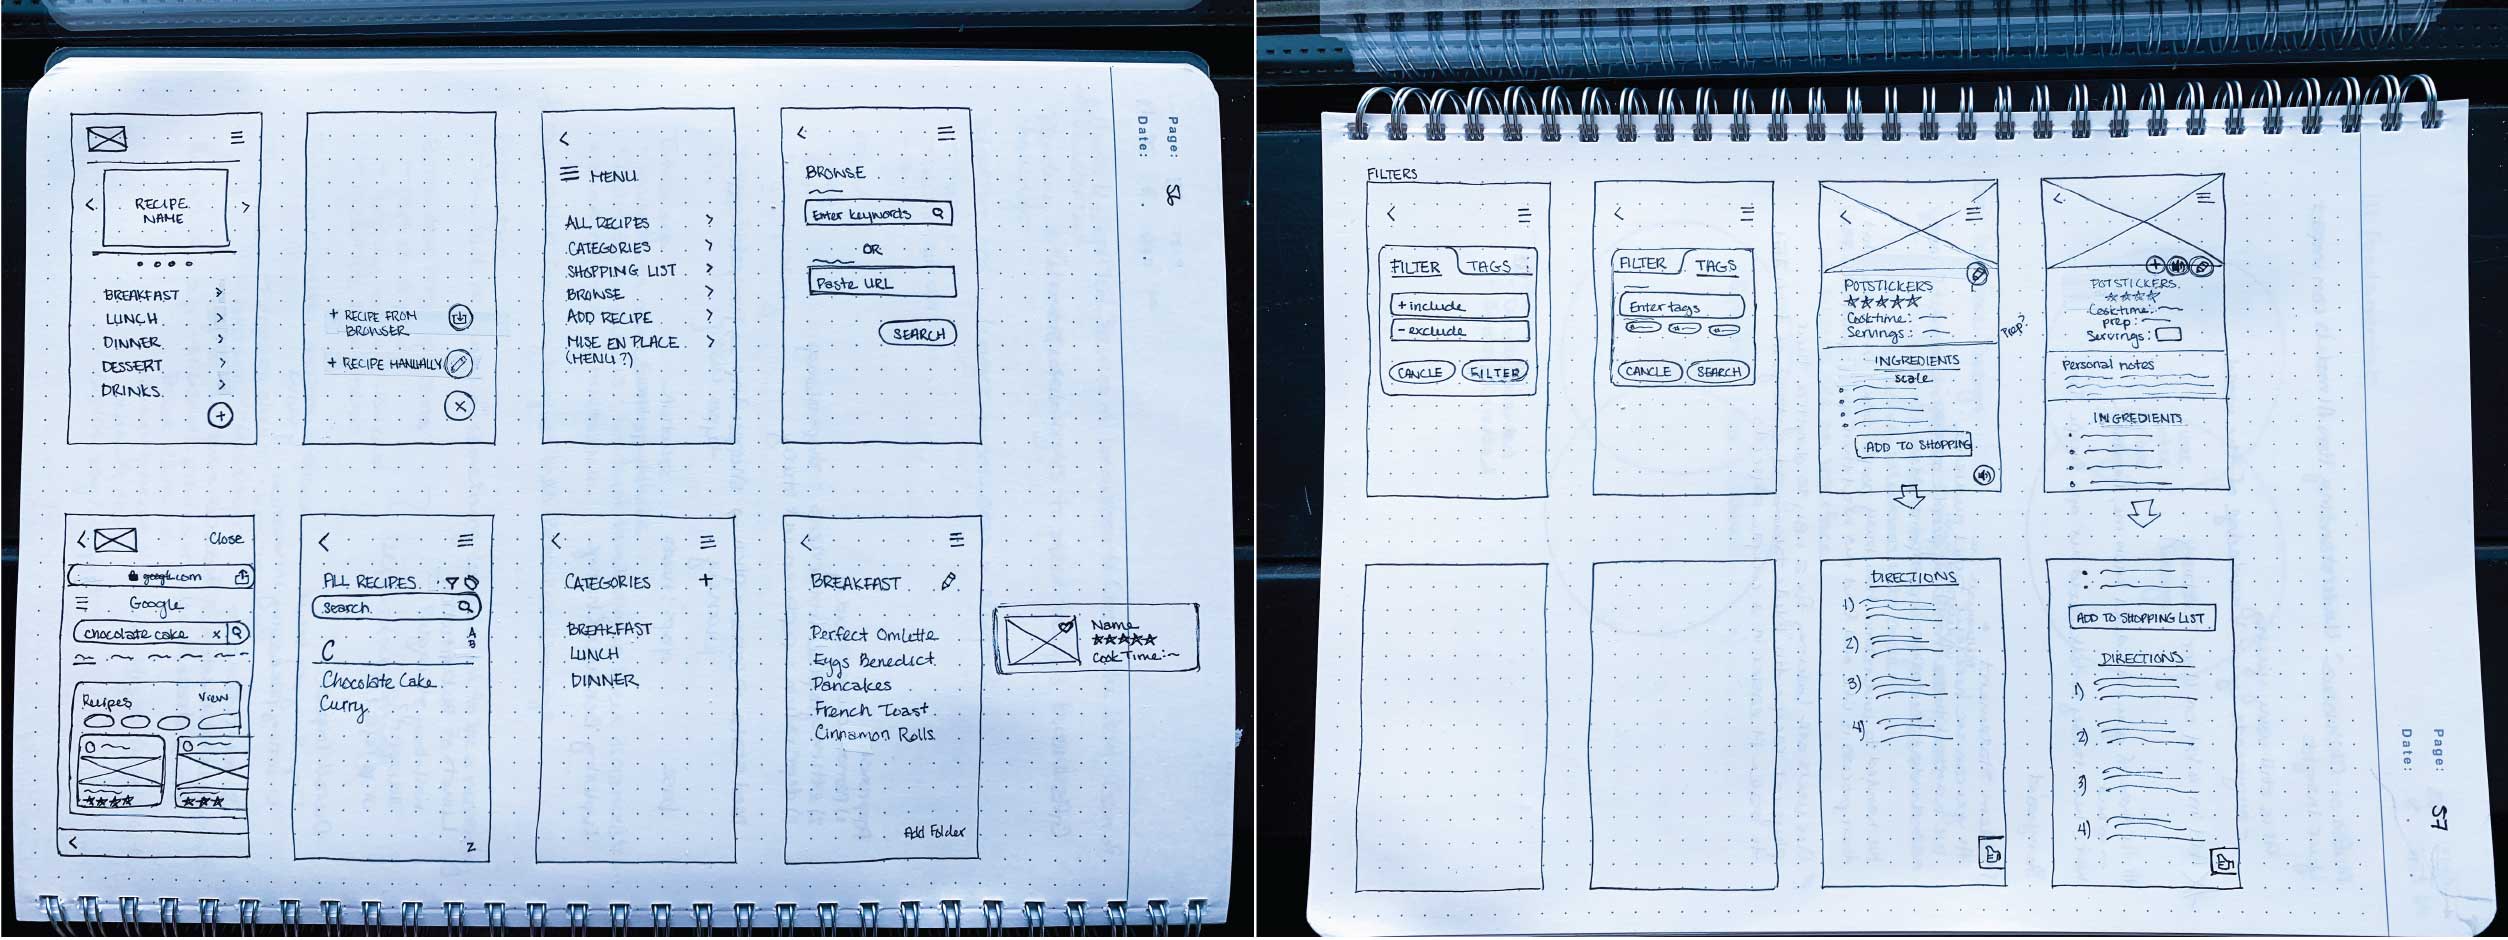 RECIPE
NAME
BREAKFAST
LUNCH
DINNER
DESSERT
DRINKS
+ RECIPE FROM
BROWSER
+ RECIPE MANUALLY
MENU
ALL RECIPES
CATEGORIES
SHOPPING LIST
BROWSE
ADD RECIPE
MISE EN PLACE
(MENU?)
BROWSE
Enter keywords
OR
Paste URL
SEARCH
Page: 56
Date:
Close
google.com
Google
chocolate cake x
Recipes View
ALL RECIPES
search
A
B
C
Chocolate Cake
Curry
Z
CATEGORIES +
BREAKFAST
LUNCH
DINNER
BREAKFAST
Perfect Omlette
Eggs Benedict
Pancakes
French Toast
Cinnamon Rolls
Add Folder
Name
Cook Time:~
FILTERS
FILTER TAGS
+ include
- exclude
CANCLE FILTER
FILTER TAGS
Enter tags
CANCLE SEARCH
POTSTICKERS
Cooktime:
Servings:
Prep?
INGREDIENTS
scale
ADD TO SHOPPING
POTSTICKERS
Cooktime:
prep:
Servings:
Personal notes
INGREDIENTS
DIRECTIONS
1)
2)
3)
4)
ADD TO SHOPPING LIST
DIRECTIONS
1)
2)
3)
4)
Page: 57
Date: